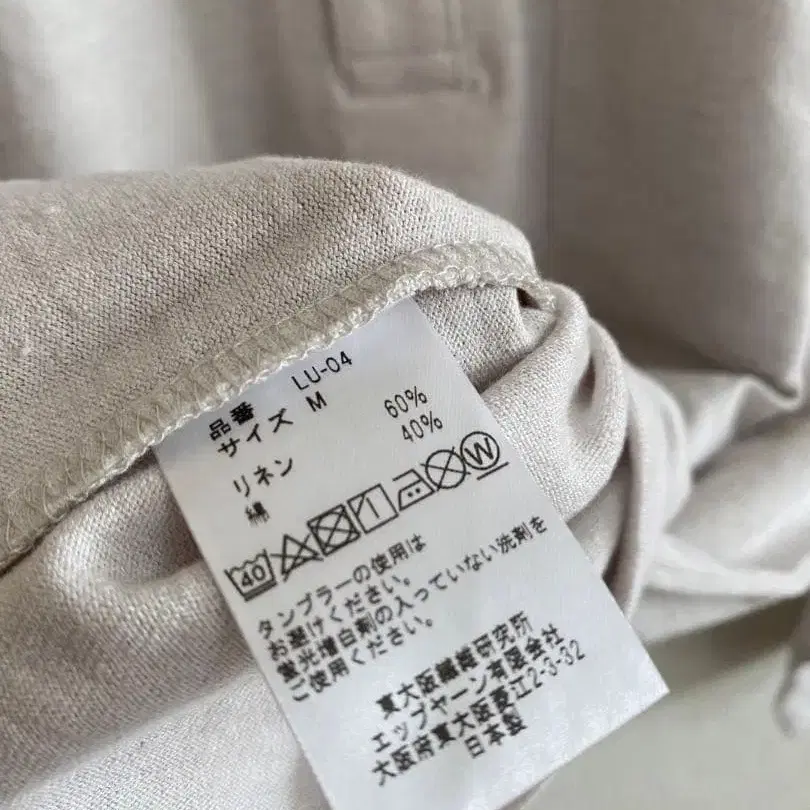 品番 LU-04
サイズ M
リネン 60%
綿 40%
40 W
タンブラーの使用は
お避けください。
蛍光増白剤の入っていない洗剤を
ご使用ください。
東大阪繊維研究所
エップヤーン有限会社
大阪府東大阪市菱江2-3-32
日本製